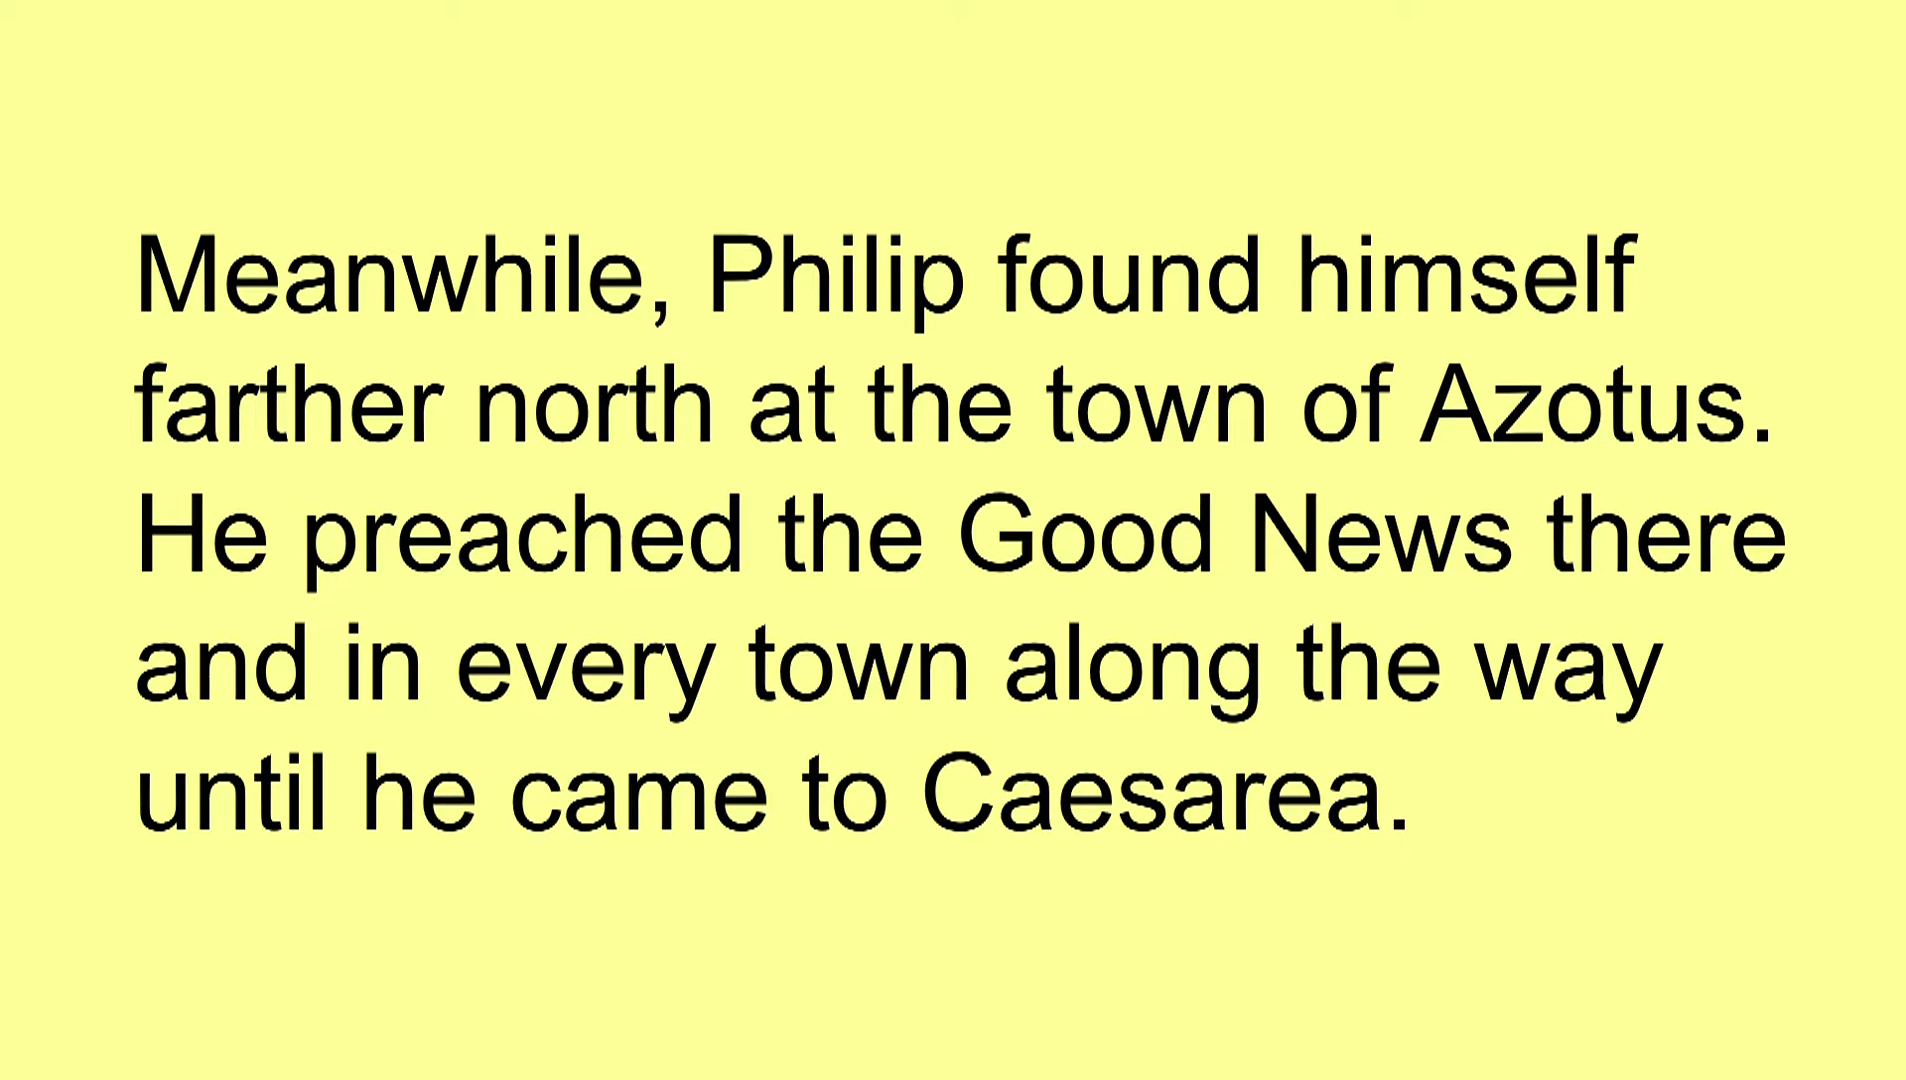 Meanwhile, Philip found himself
farther north at the town of Azotus.
He preached the Good News there
and in every town along the way
until he came to Caesarea.